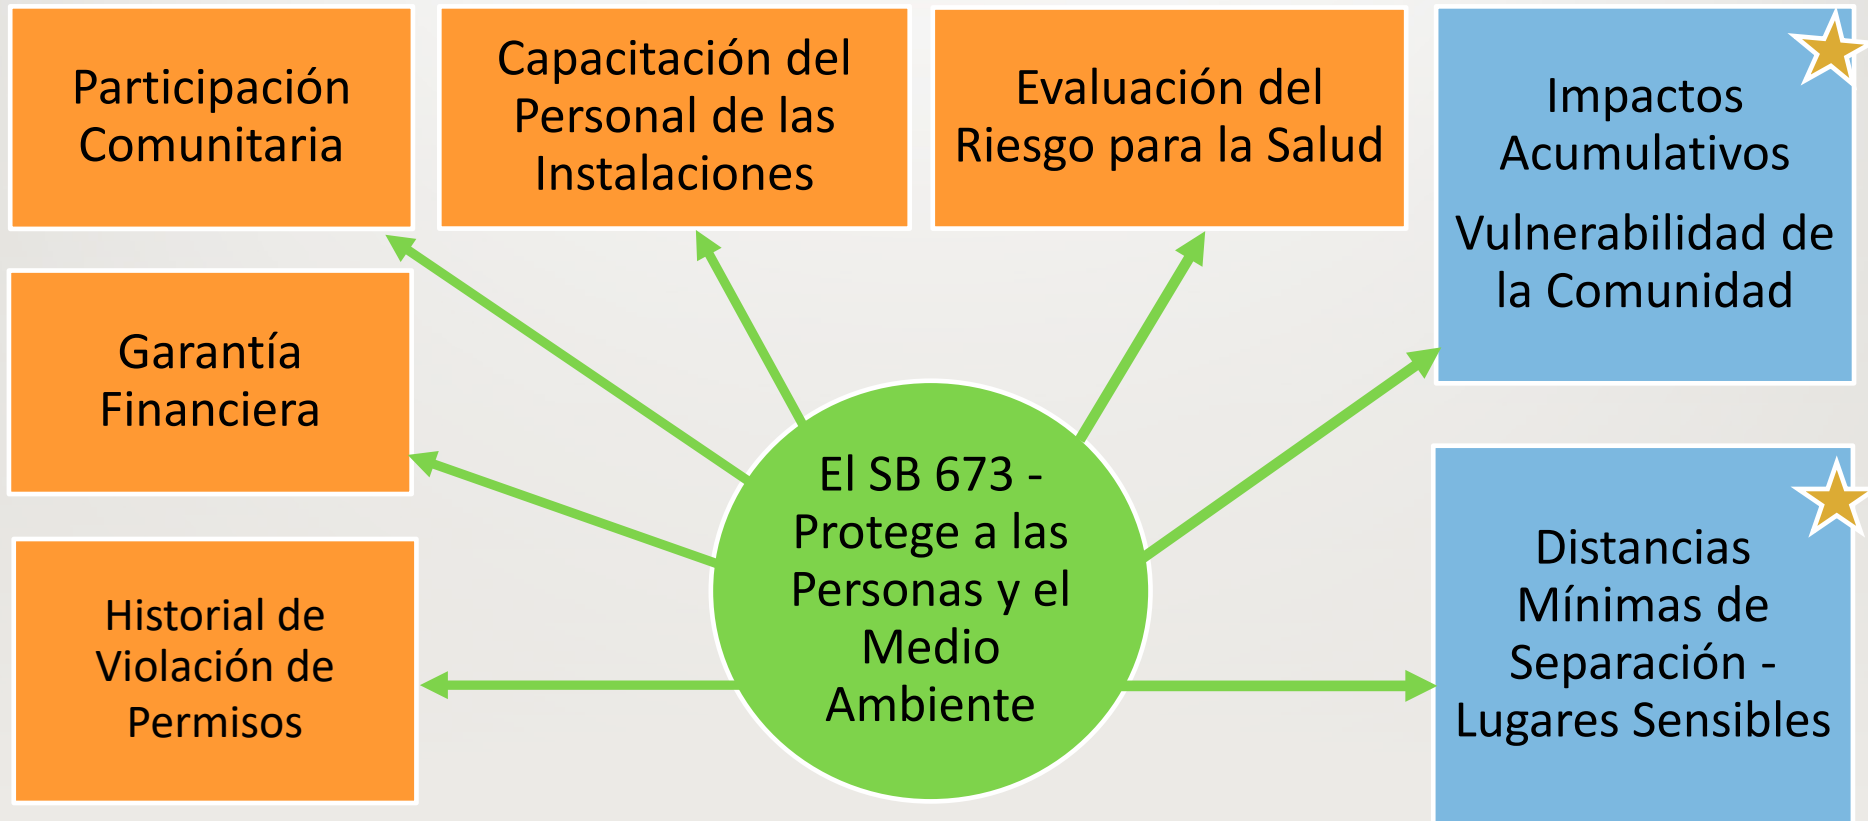 Participación
Comunitaria
Capacitación del
Personal de las
Instalaciones
Evaluación del
Riesgo para la Salud
Impactos
Acumulativos
Vulnerabilidad de
la Comunidad
Garantía
Financiera
Historial de
Violación de
Permisos
El SB 673 -
Protege a las
Personas y el
Medio
Ambiente
Distancias
Mínimas de
Separación -
Lugares Sensibles